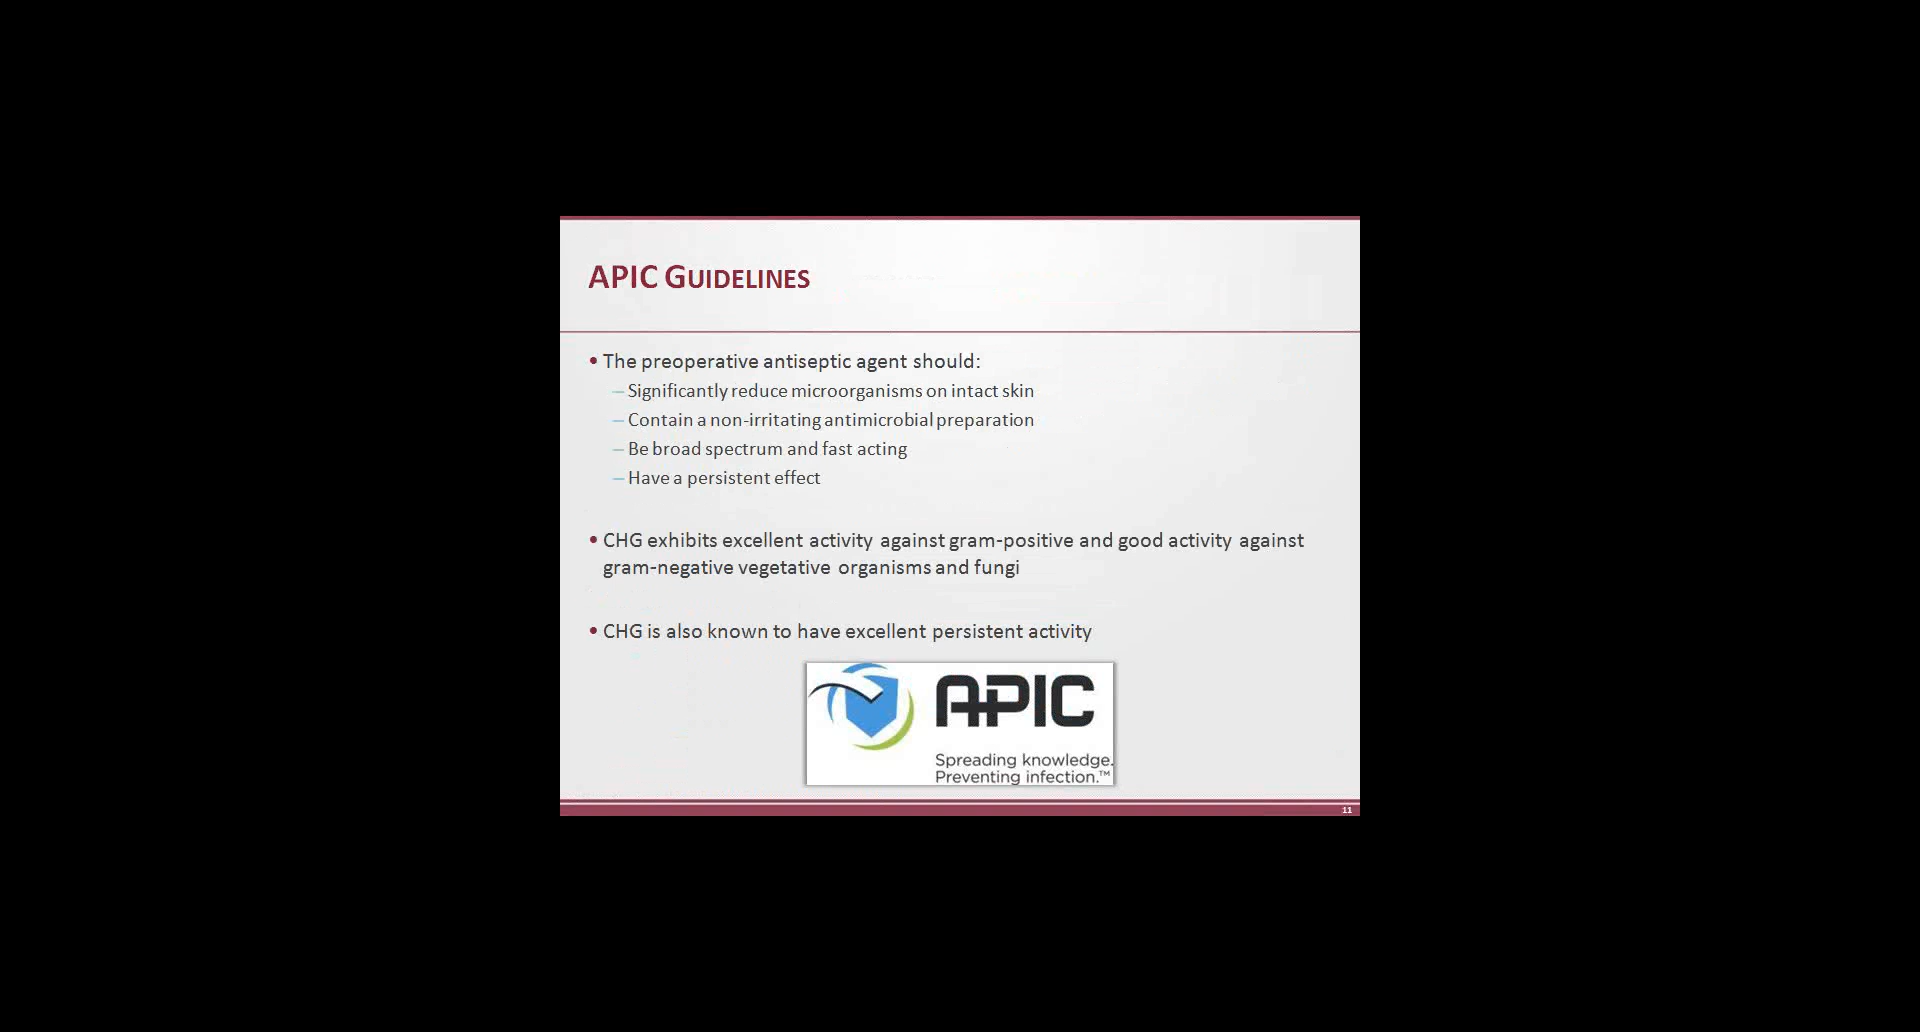 APIC GUIDELINES
• The preoperative antiseptic agent should:
– Significantly reduce microorganisms on intact skin
– Contain a non-irritating antimicrobial preparation
– Be broad spectrum and fast acting
– Have a persistent effect
• CHG exhibits excellent activity against gram-positive and good activity against
gram-negative vegetative organisms and fungi
• CHG is also known to have excellent persistent activity
APIC
Spreading knowledge.
Preventing infection.™
11